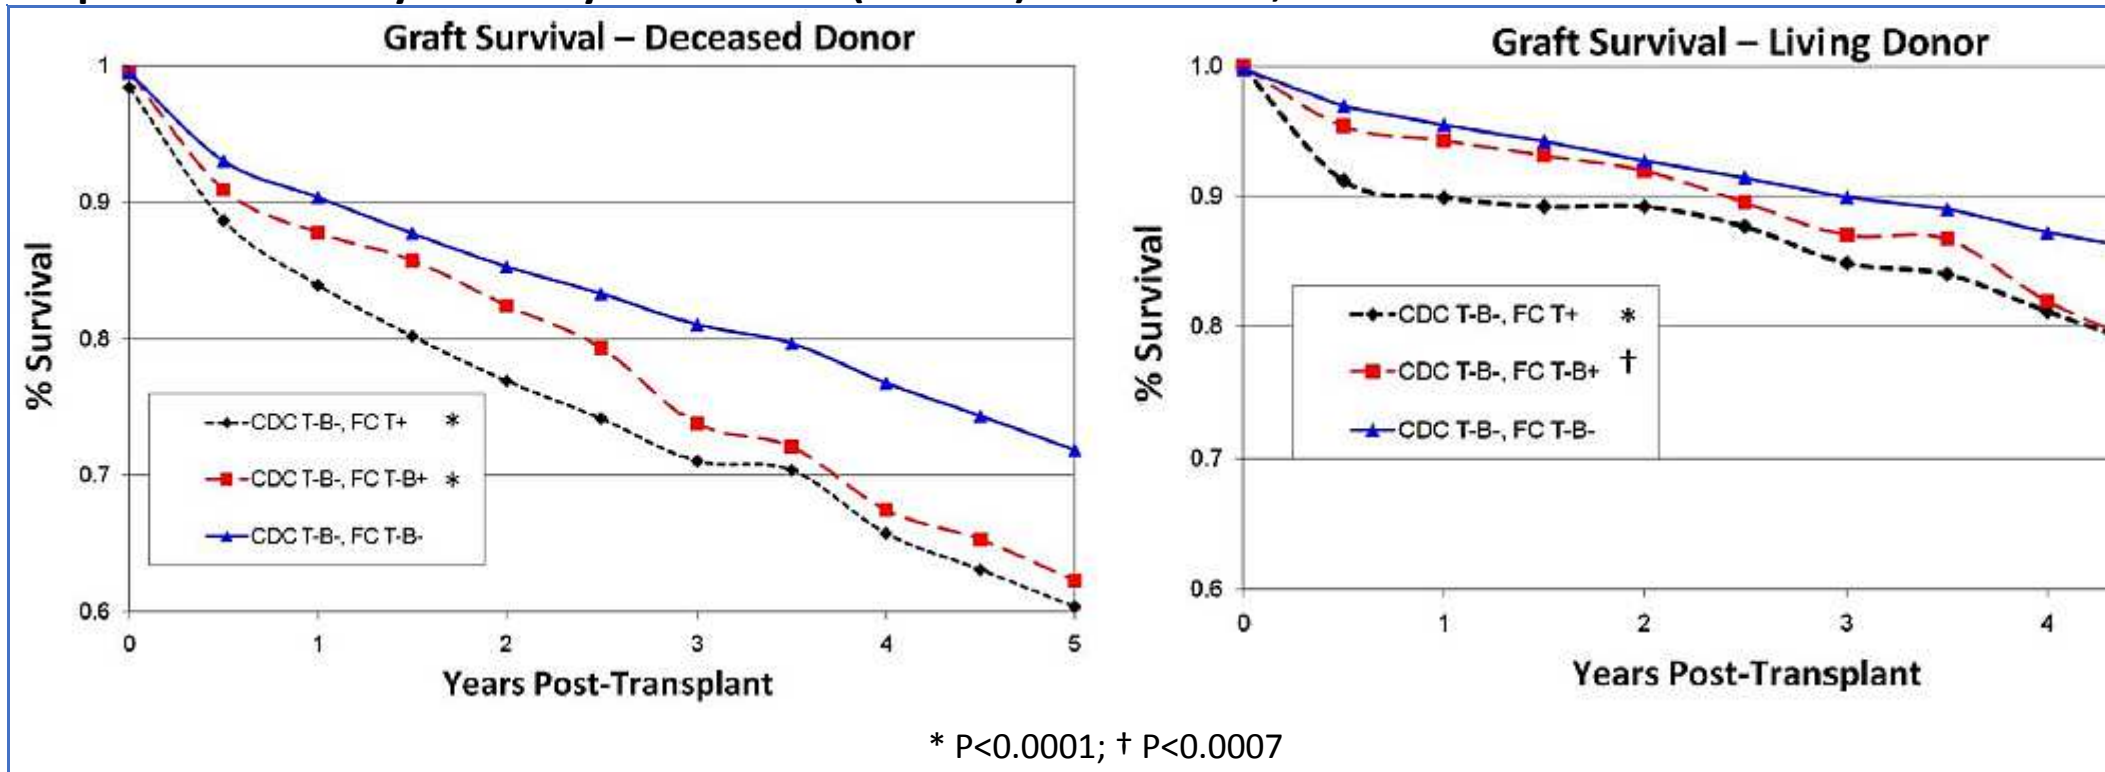 Graft Survival – Deceased Donor
1
0.9
0.8
0.7
0.6
% Survival
CDC T-B-, FC T+ *
CDC T-B-, FC T-B+ *
CDC T-B-, FC T-B-
0 1 2 3 4 5
Years Post-Transplant
Graft Survival – Living Donor
1.0
0.9
0.8
0.7
0.6
% Survival
CDC T-B-, FC T+ *
CDC T-B-, FC T-B+ †
CDC T-B-, FC T-B-
0 1 2 3 4
Years Post-Transplant
* P<0.0001; † P<0.0007